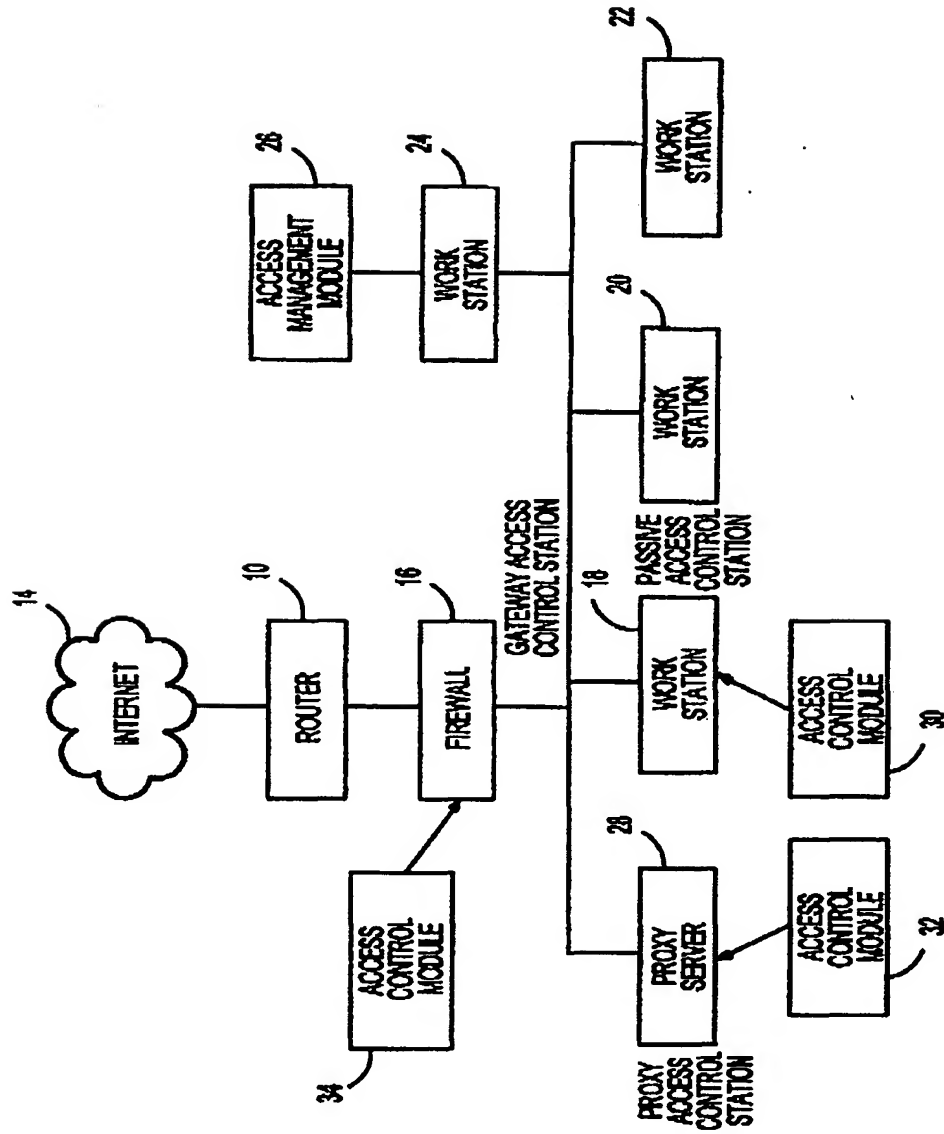 14
INTERNET
10
ROUTER
16
FIREWALL
34
ACCESS
CONTROL
MODULE
26
ACCESS
MANAGEMENT
MODULE
24
WORK
STATION
GATEWAY ACCESS
CONTROL STATION
28
PROXY
SERVER
PROXY
ACCESS
CONTROL
STATION
18
WORK
STATION
PASSIVE
ACCESS
CONTROL
STATION
20
WORK
STATION
22
WORK
STATION
ACCESS
CONTROL
MODULE
32
ACCESS
CONTROL
MODULE
30